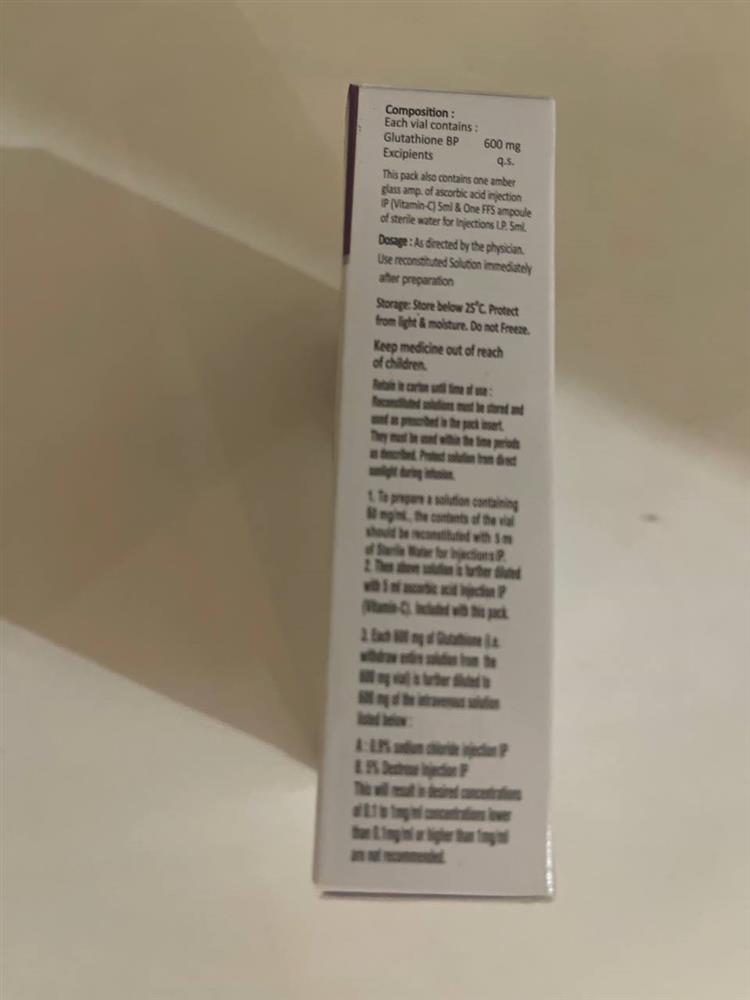 Composition :
Each vial contains :
Glutathione BP 600 mg
Excipients q.s.
This pack also contains one amber
glass amp. of ascorbic acid injection
IP (Vitamin-C) 5ml & One FFS ampoule
of sterile water for Injections I.P. 5ml.
Dosage : As directed by the physician.
Use reconstituted Solution immediately
after preparation
Storage: Store below 25°C. Protect
from light & moisture. Do not Freeze.
Keep medicine out of reach
of children.
Retain in carton until time of use :
Reconstituted solutions must be stored and
used as prescribed in the pack insert.
They must be used within the time periods
as described. Protect solution from direct
sunlight during infusion.
1. To prepare a solution containing
60 mg/mL, the contents of the vial
should be reconstituted with 5 m
of Sterile Water for Injections IP.
2. Then above solution is further diluted
with 5 ml ascorbic acid Injection IP
(Vitamin-C). Included with this pack.
3. Each 600 mg of Glutathione (i.e.
withdraw entire solution from the
600 mg vial) is further diluted to
600 mg of the intravenous solution
listed below :
A : 0.9% sodium chloride injection IP
B. 5% Dextrose Injection IP
This will result in desired concentrations
of 0.1 to 1mg/ml concentrations lower
than 0.1mg/ml or higher than 1mg/ml
are not recommended.